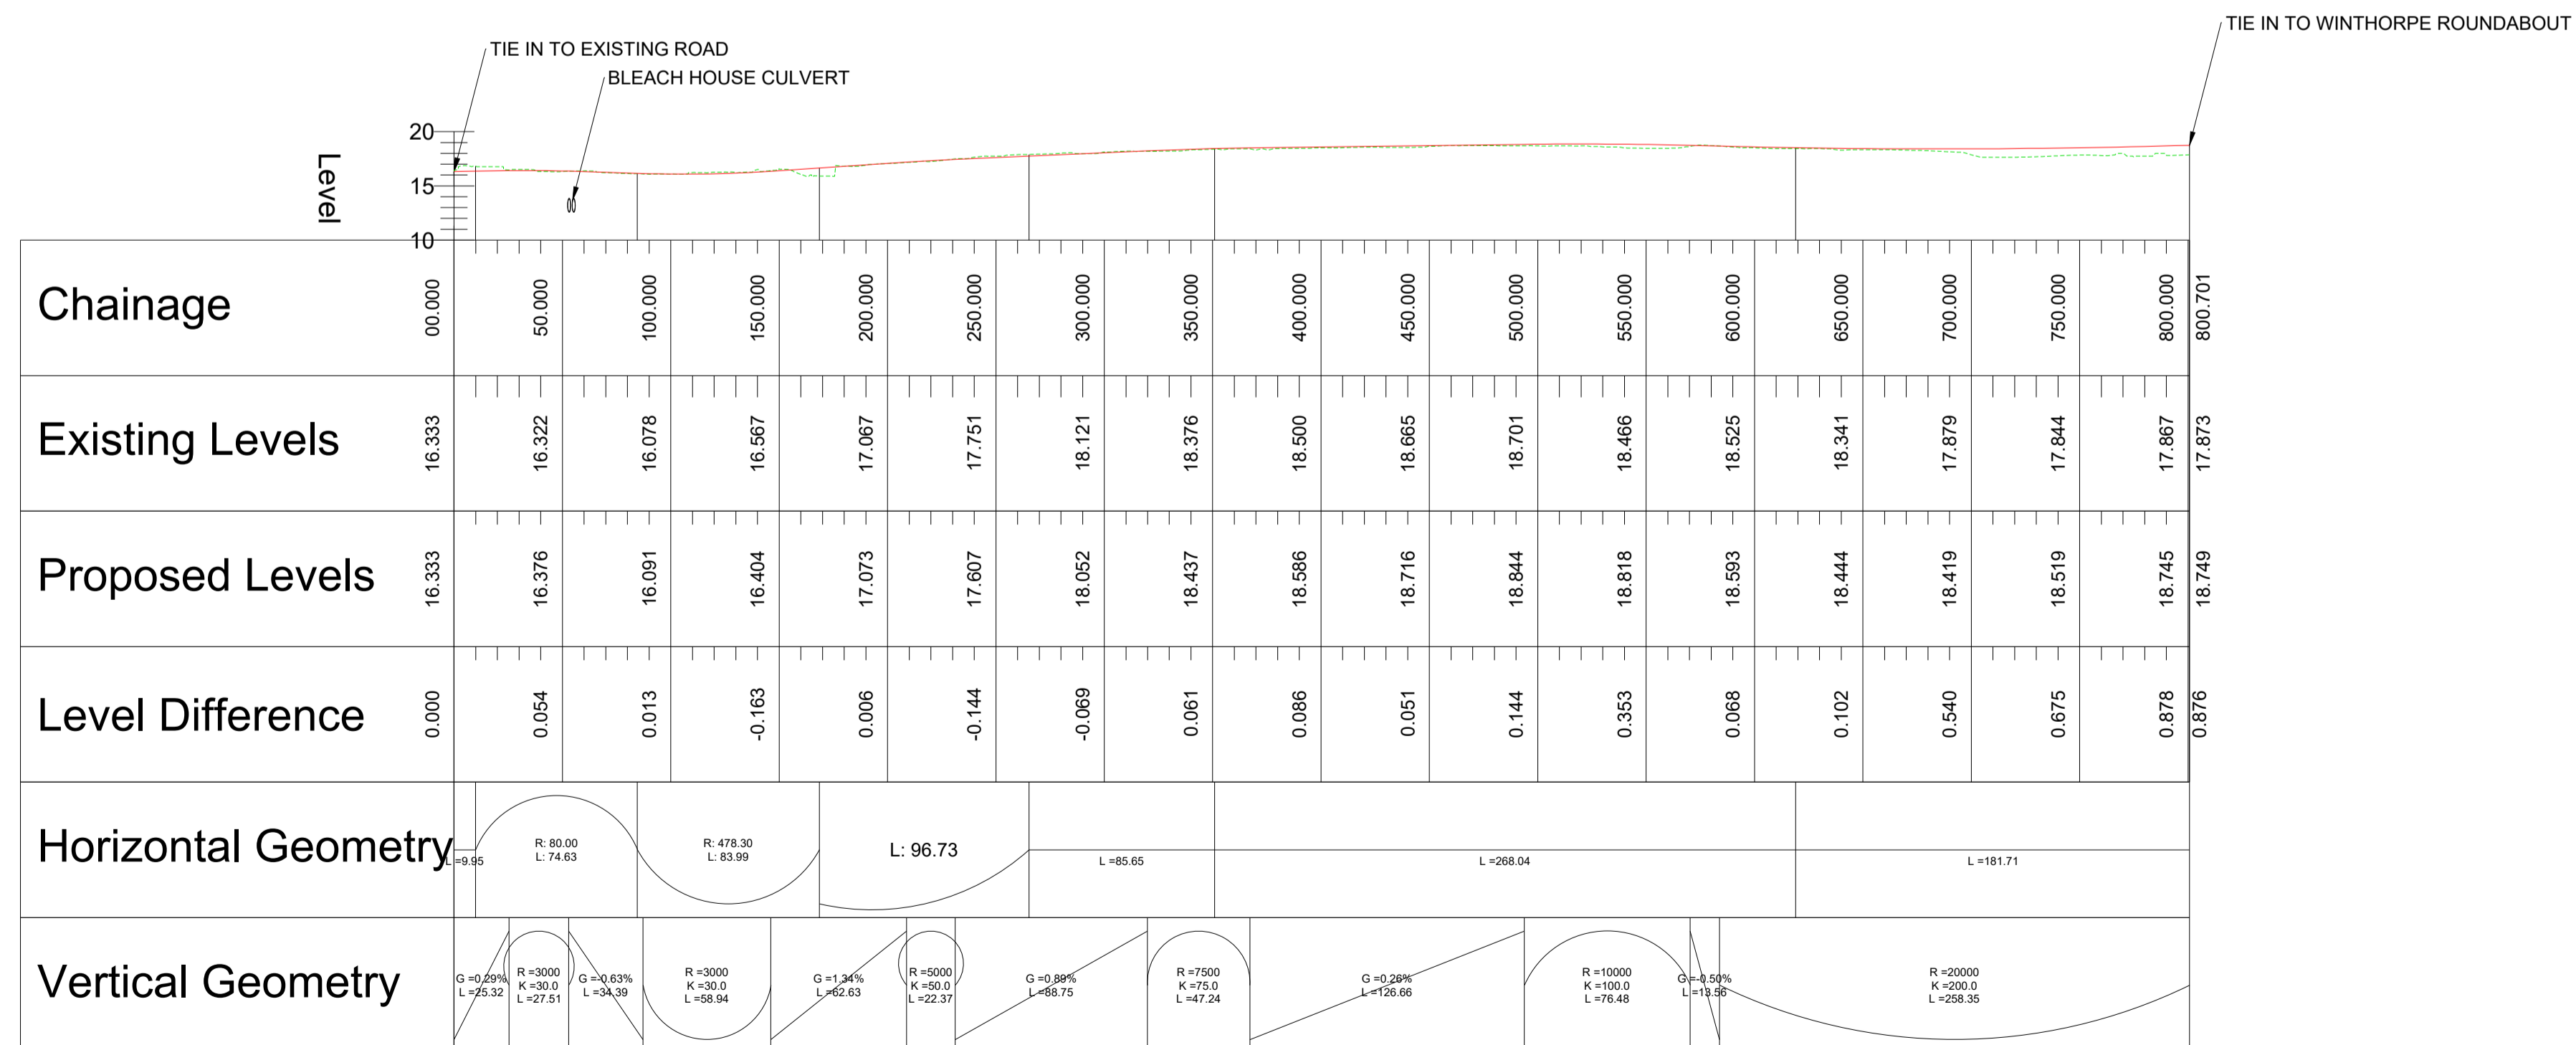 TIE IN TO WINTHORPE ROUNDABOUT
TIE IN TO EXISTING ROAD
BLEACH HOUSE CULVERT
Level
20
15
10
Chainage
00.000 50.000 100.000 150.000 200.000 250.000 300.000 350.000 400.000 450.000 500.000 550.000 600.000 650.000 700.000 750.000 800.000 800.701
Existing Levels
16.333 16.322 16.078 16.567 17.067 17.751 18.121 18.376 18.500 18.665 18.701 18.466 18.525 18.341 17.879 17.844 17.867 17.873
Proposed Levels
16.333 16.376 16.091 16.404 17.073 17.607 18.052 18.437 18.586 18.716 18.844 18.818 18.593 18.444 18.419 18.519 18.745 18.749
Level Difference
0.000 0.054 0.013 -0.163 0.006 -0.144 -0.069 0.061 0.086 0.051 0.144 0.353 0.068 0.102 0.540 0.675 0.878 0.876
Horizontal Geometry
L =9.95
R: 80.00
L: 74.63
R: 478.30
L: 83.99
L: 96.73
L =85.65
L =268.04
L =181.71
Vertical Geometry
G =0.29%
L =25.32
R =3000
K =30.0
L =27.51
G =-0.63%
L =34.39
R =3000
K =30.0
L =58.94
G =1.34%
L =62.63
R =5000
K =50.0
L =22.37
G =0.89%
L =88.75
R =7500
K =75.0
L =47.24
G =0.26%
L =126.66
R =10000
K =100.0
L =76.48
G =-0.50%
L =13.56
R =20000
K =200.0
L =258.35